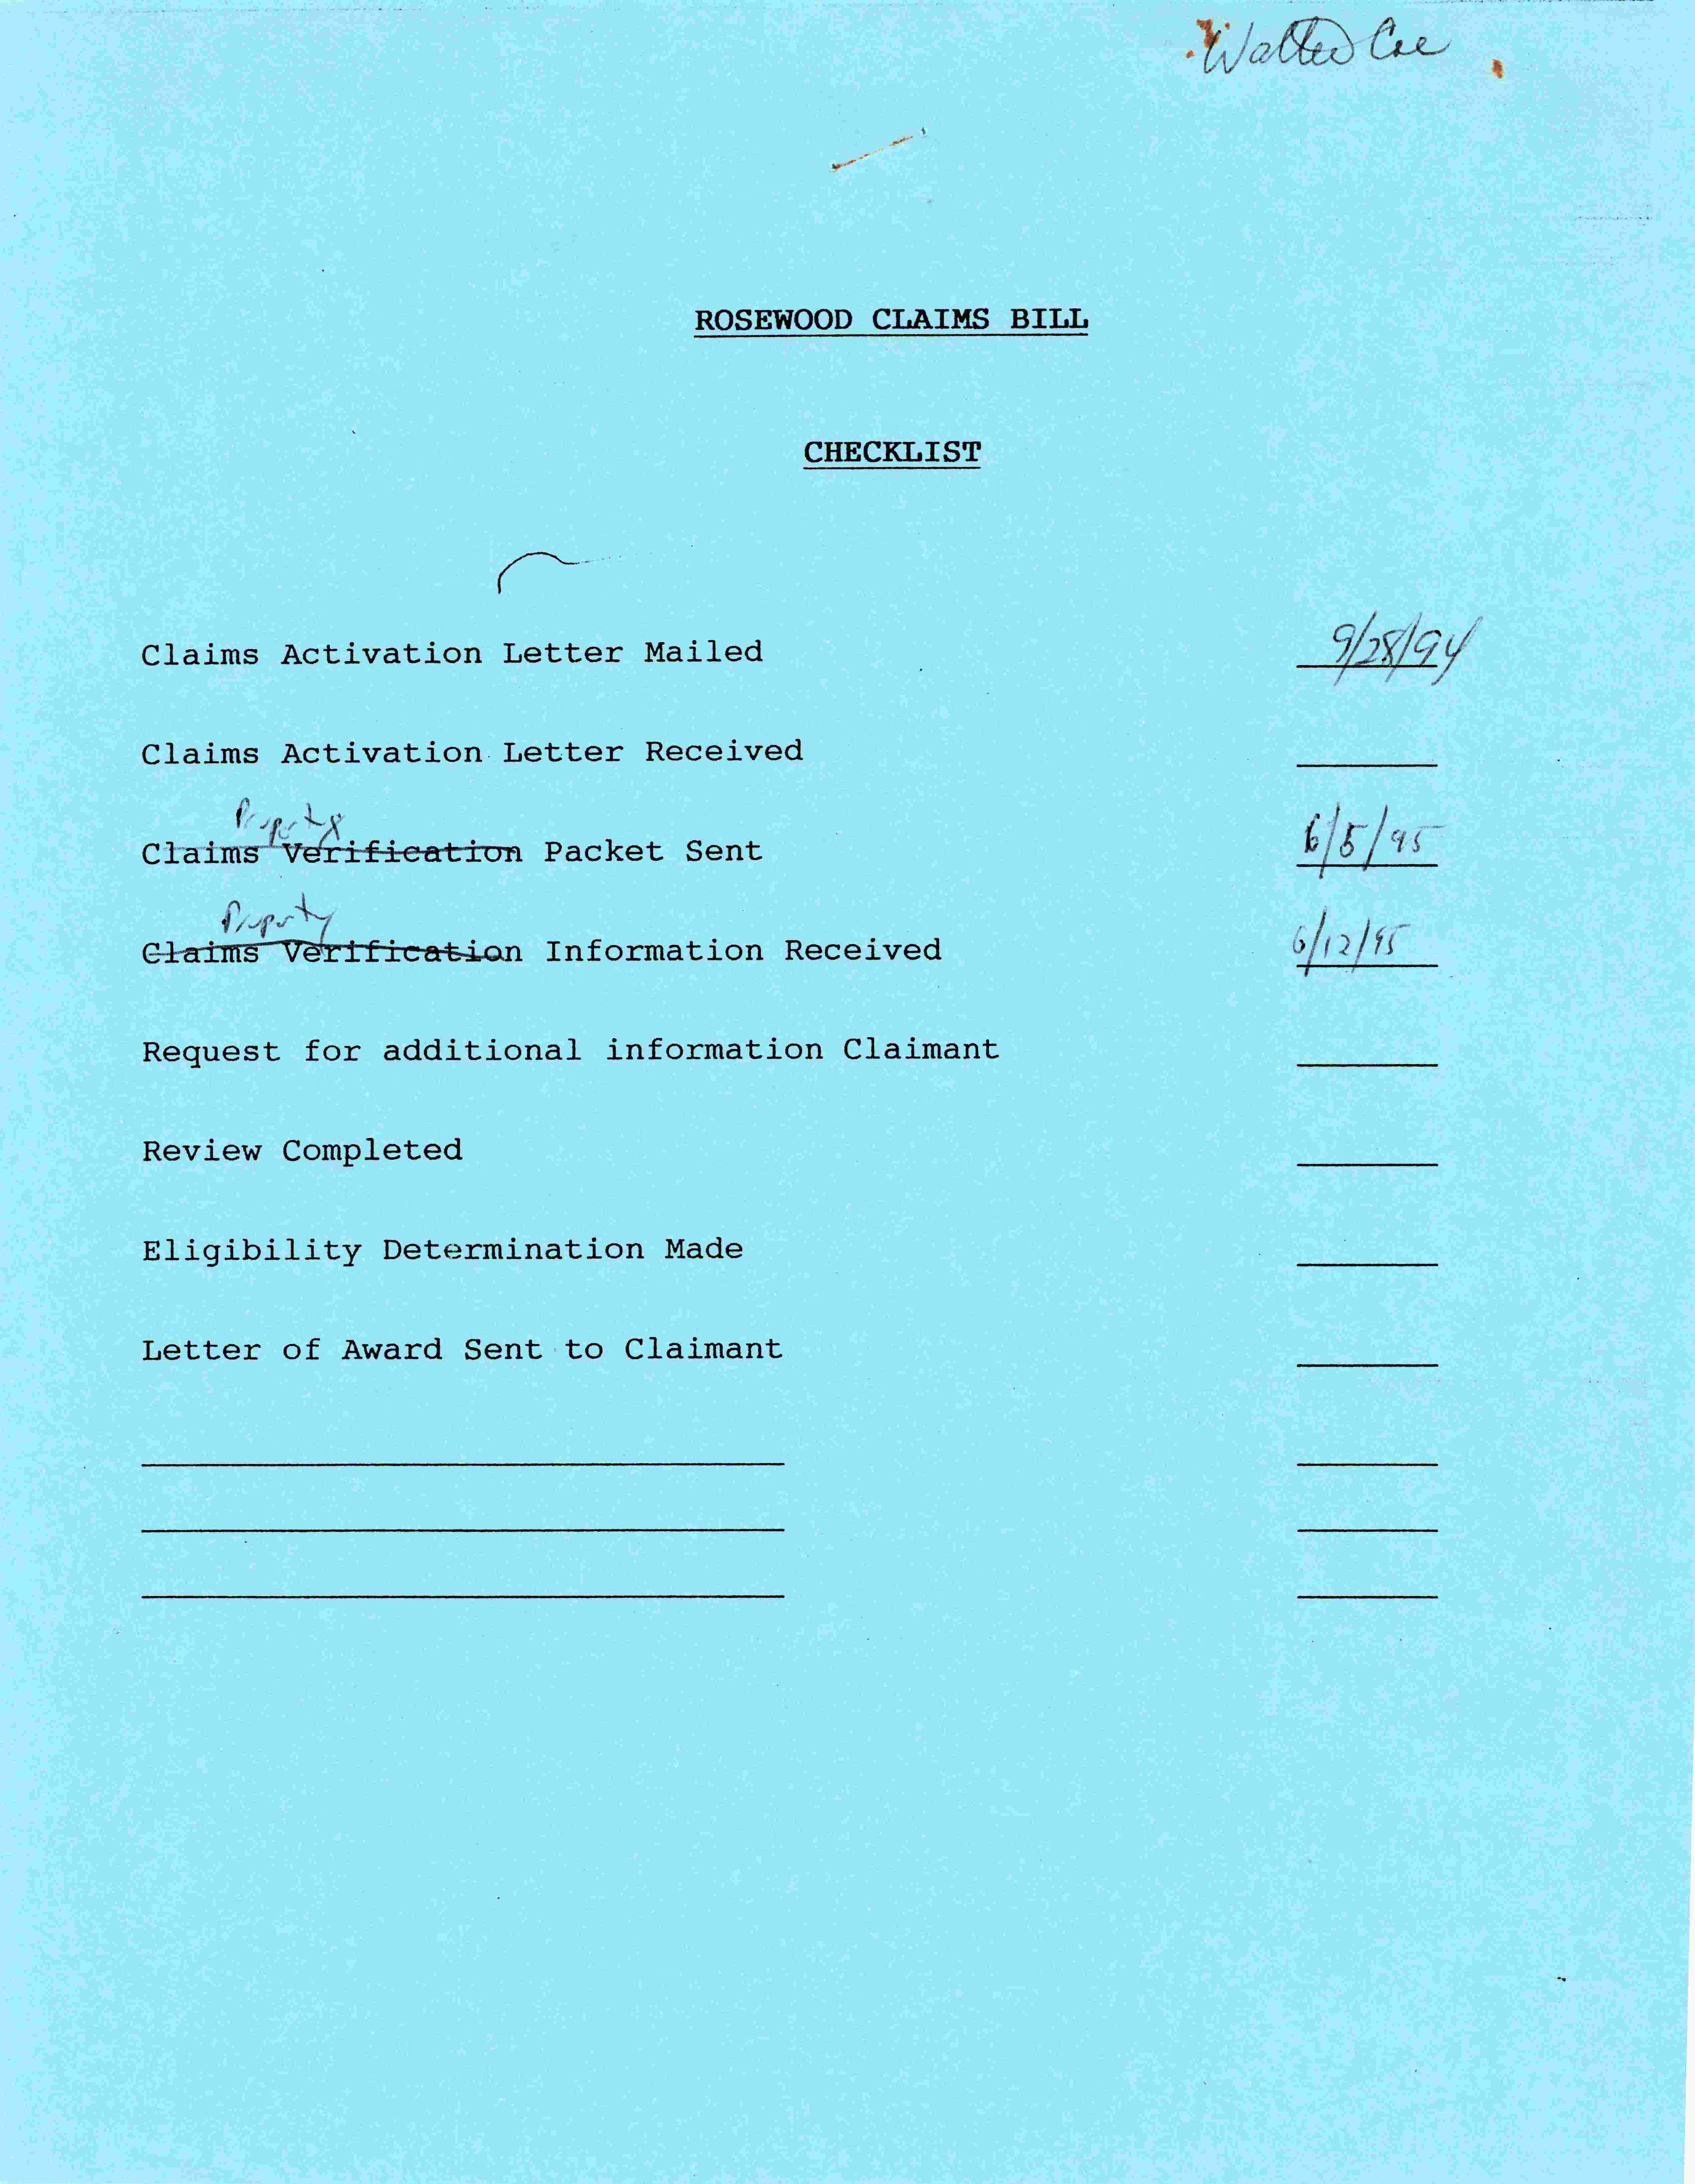 Walter Coe
ROSEWOOD CLAIMS BILL
CHECKLIST
Claims Activation Letter Mailed 9/28/94
Claims Activation Letter Received
Property
Claims Verification Packet Sent 6/5/95
Property
Claims Verification Information Received 6/12/95
Request for additional information Claimant
Review Completed
Eligibility Determination Made
Letter of Award Sent to Claimant